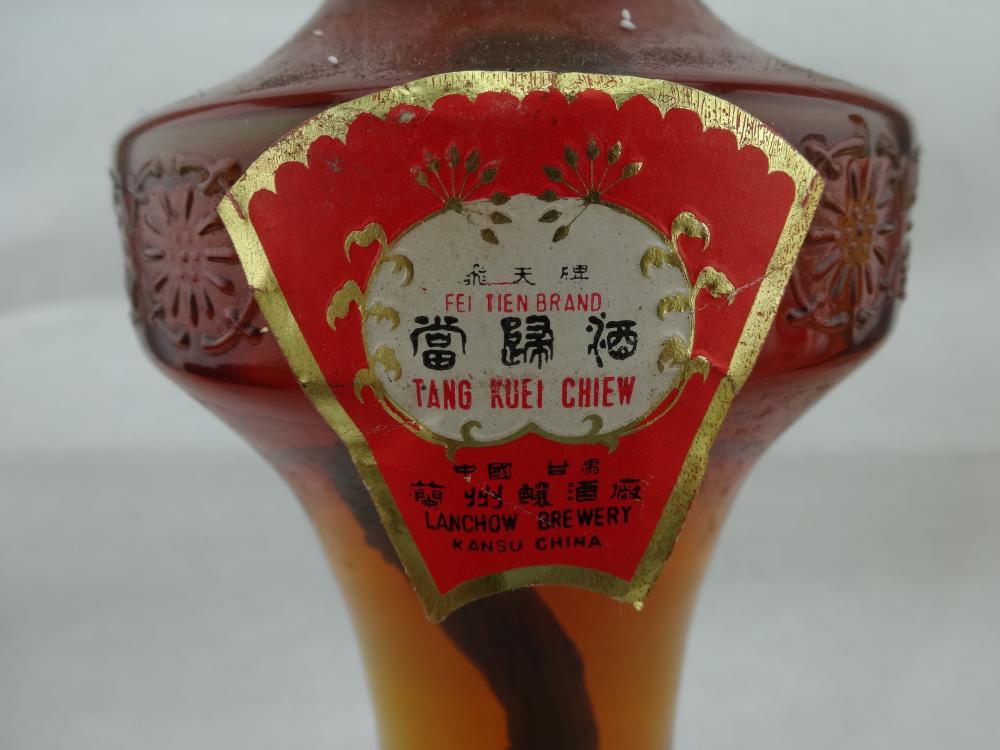 飛天牌
FEI TIEN BRAND
當歸酒
TANG KUEI CHIEW
中國 甘肅
蘭州釀酒廠
LANCHOW BREWERY
KANSU CHINA